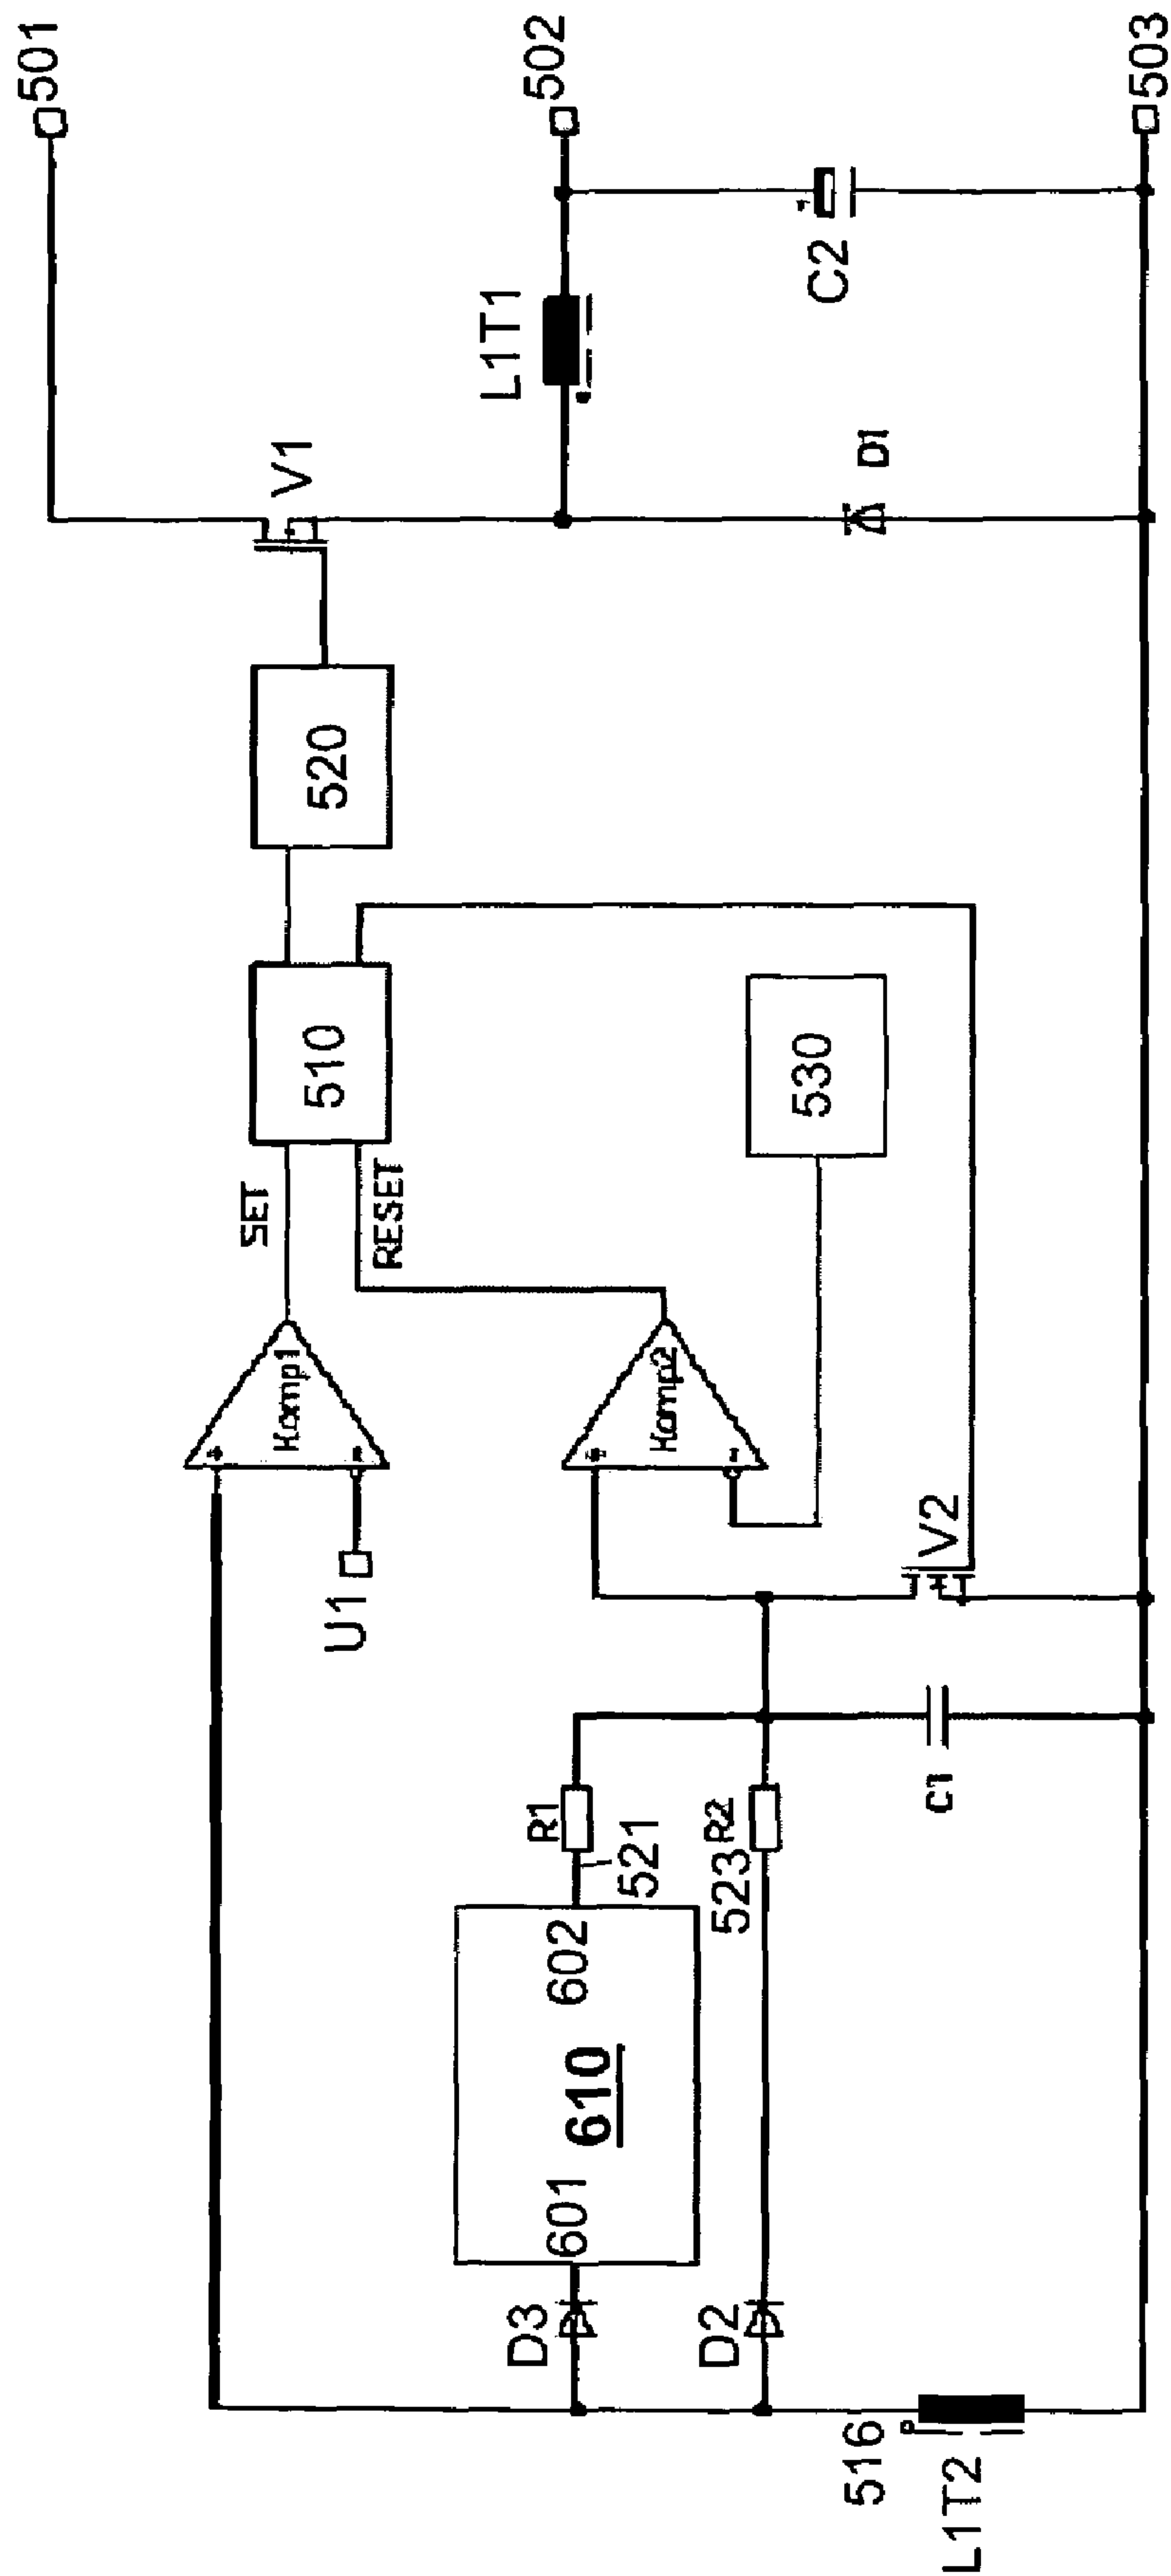 501
V1
L1T1
502
C2
D1
503
520
510
SET
RESET
530
Komp1
U1
Komp2
V2
R1
521
R2
523
C1
601
602
610
D3
D2
516
L1T2